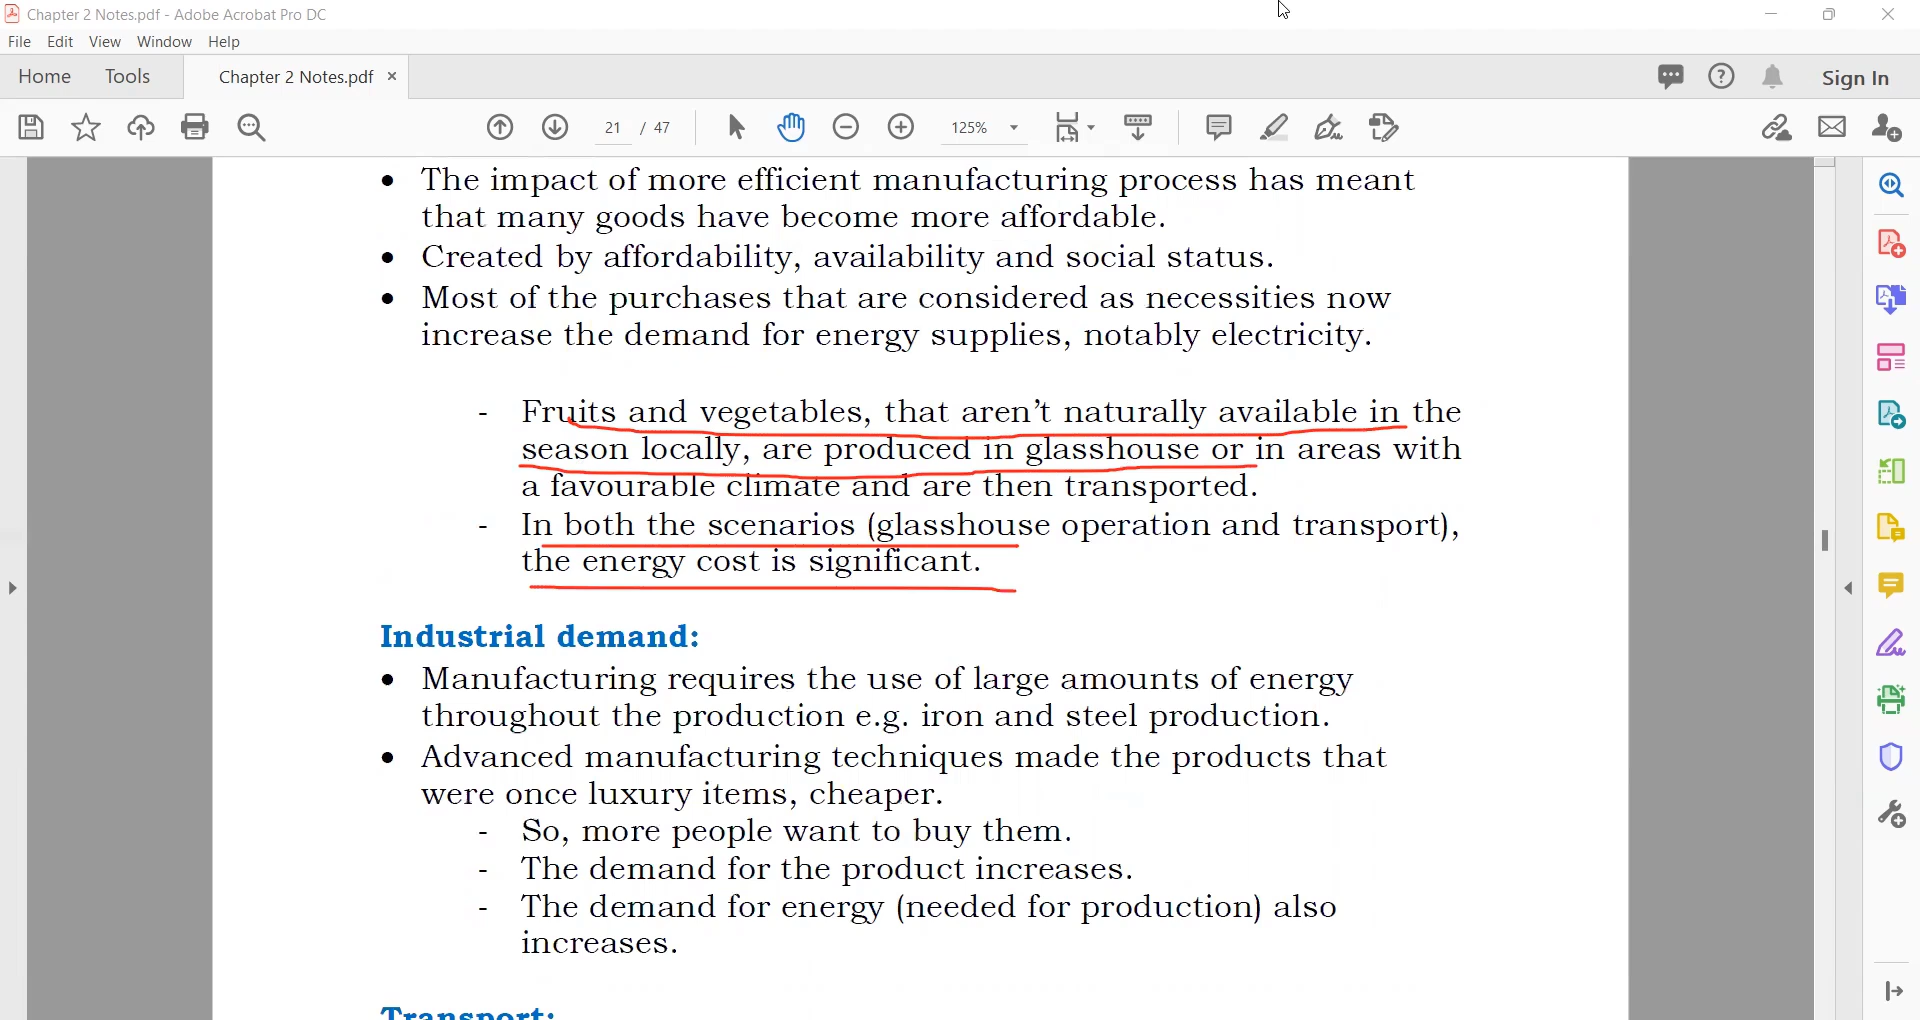 Chapter 2 Notes.pdf - Adobe Acrobat Pro DC
File Edit View Window Help
Home Tools Chapter 2 Notes.pdf × Sign In
21 / 47 125%
• The impact of more efficient manufacturing process has meant
that many goods have become more affordable.
• Created by affordability, availability and social status.
• Most of the purchases that are considered as necessities now
increase the demand for energy supplies, notably electricity.
- Fruits and vegetables, that aren’t naturally available in the
season locally, are produced in glasshouse or in areas with
a favourable climate and are then transported.
- In both the scenarios (glasshouse operation and transport),
the energy cost is significant.
Industrial demand:
• Manufacturing requires the use of large amounts of energy
throughout the production e.g. iron and steel production.
• Advanced manufacturing techniques made the products that
were once luxury items, cheaper.
- So, more people want to buy them.
- The demand for the product increases.
- The demand for energy (needed for production) also
increases.
Transport: